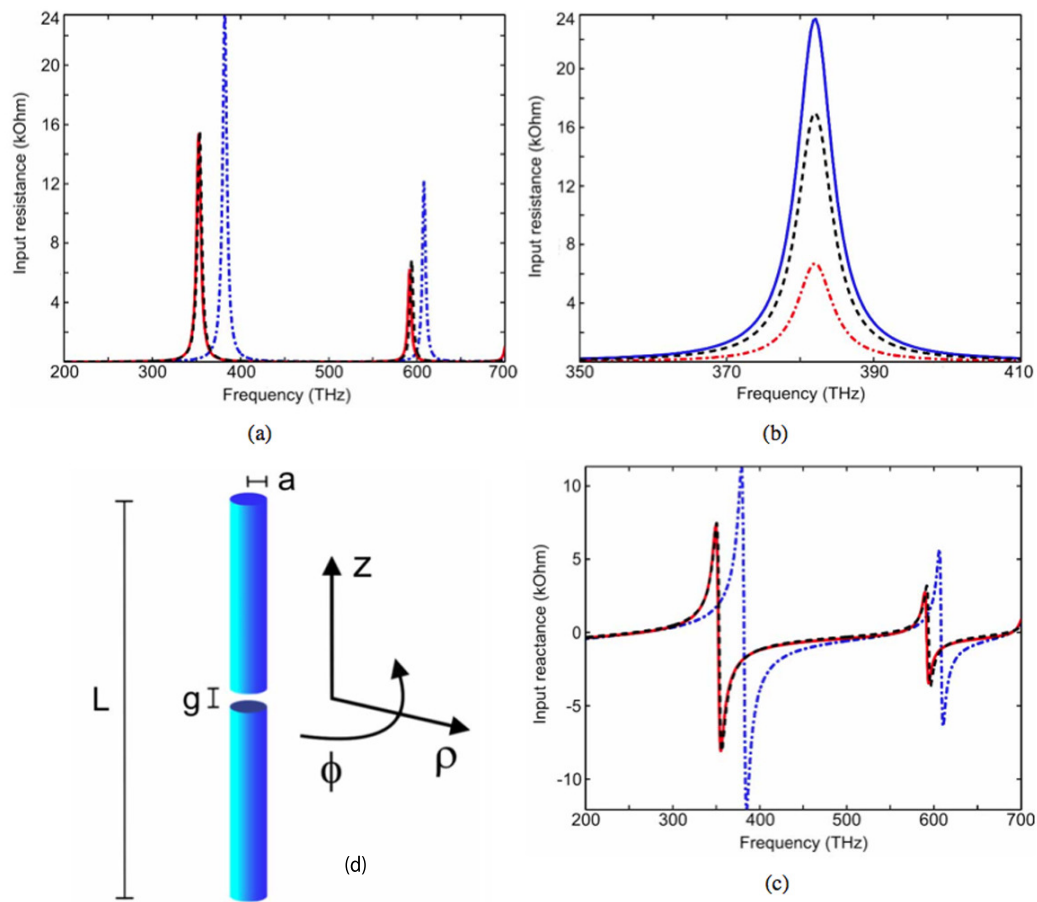 24
20
16
12
8
4
Input resistance (kOhm)
200 300 400 500 600 700
Frequency (THz)
(a)
24
20
16
12
8
4
Input resistance (kOhm)
350 370 390 410
Frequency (THz)
(b)
a
z
L
g
ρ
ϕ
(d)
10
5
0
-5
-10
Input reactance (kOhm)
200 300 400 500 600 700
Frequency (THz)
(c)